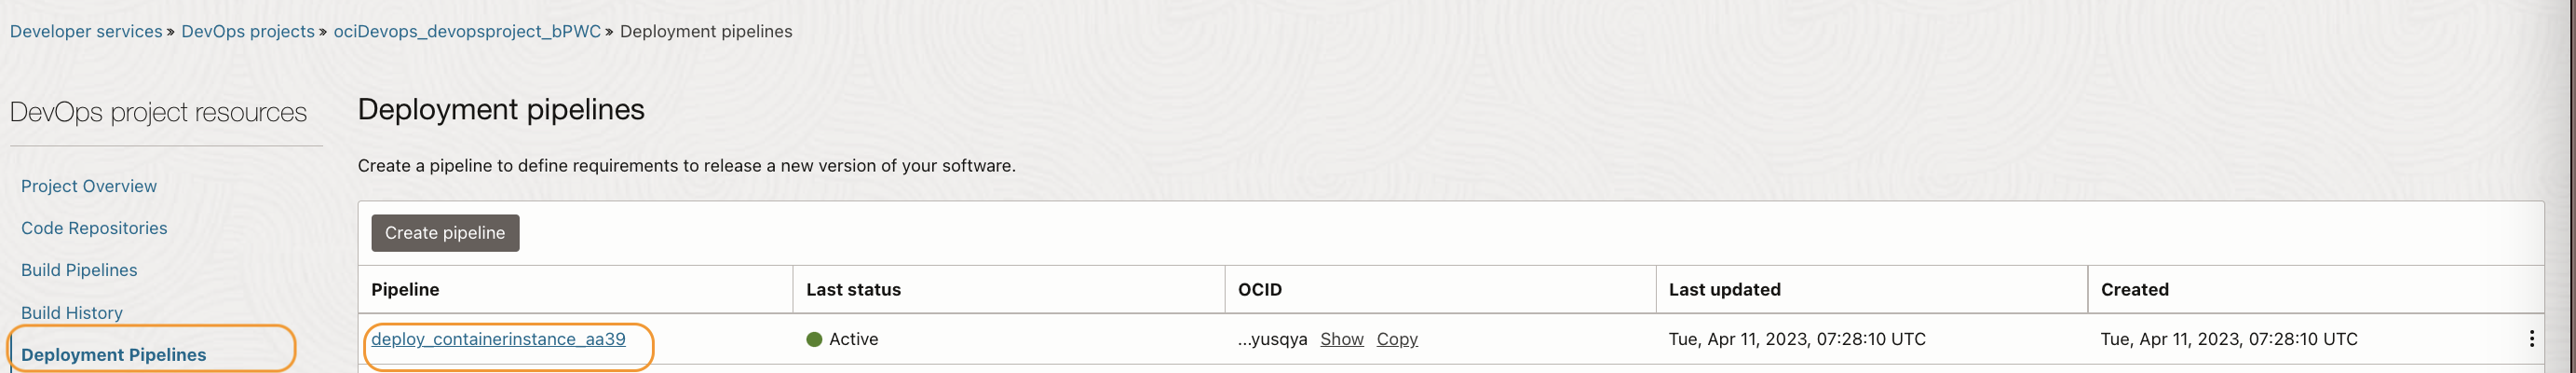 Developer services » DevOps projects » ociDevops_devopsproject_bPWC » Deployment pipelines
DevOps project resources
Project Overview
Code Repositories
Build Pipelines
Build History
Deployment Pipelines
Deployment pipelines
Create a pipeline to define requirements to release a new version of your software.
Create pipeline
Pipeline Last status OCID Last updated Created
deploy_containerinstance_aa39 Active ...yusqya Show Copy Tue, Apr 11, 2023, 07:28:10 UTC Tue, Apr 11, 2023, 07:28:10 UTC